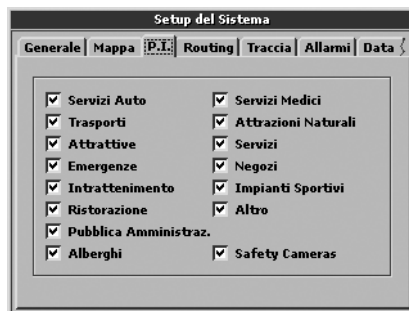 Setup del Sistema
Generale Mappa P.I. Routing Traccia Allarmi Data
Servizi Auto Servizi Medici
Trasporti Attrazioni Naturali
Attrattive Servizi
Emergenze Negozi
Intrattenimento Impianti Sportivi
Ristorazione Altro
Pubblica Amministraz.
Alberghi Safety Cameras